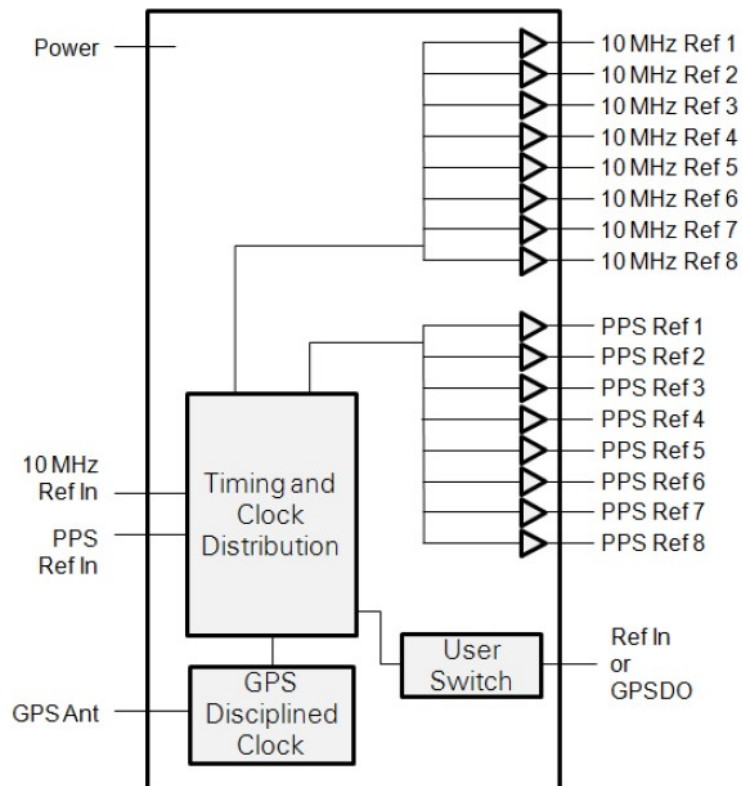 Power
10 MHz Ref 1
10 MHz Ref 2
10 MHz Ref 3
10 MHz Ref 4
10 MHz Ref 5
10 MHz Ref 6
10 MHz Ref 7
10 MHz Ref 8
PPS Ref 1
PPS Ref 2
PPS Ref 3
PPS Ref 4
PPS Ref 5
PPS Ref 6
PPS Ref 7
PPS Ref 8
10 MHz
Ref In
PPS
Ref In
Timing and
Clock
Distribution
User
Switch
Ref In
or
GPSDO
GPS Ant
GPS
Disciplined
Clock